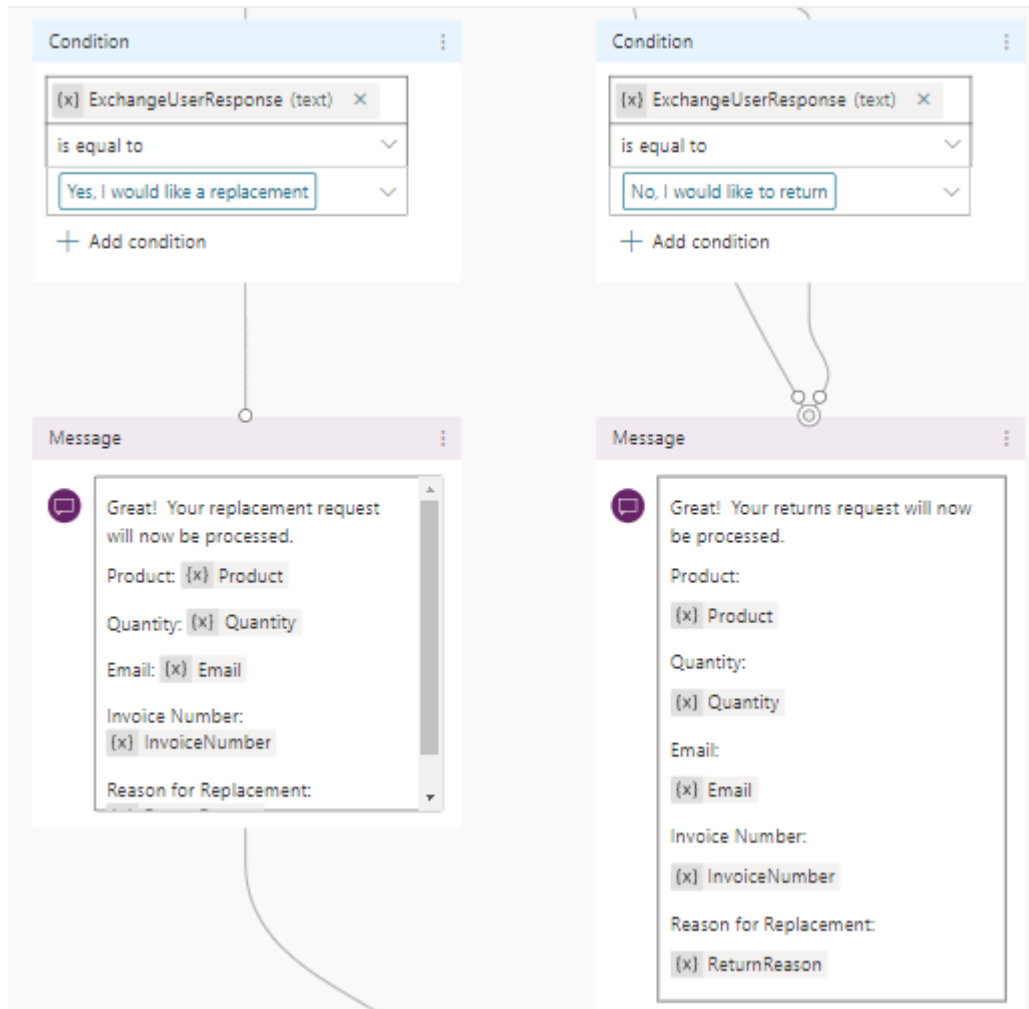 Condition
{x} ExchangeUserResponse (text) ×
is equal to
Yes, I would like a replacement
+ Add condition
Message
Great! Your replacement request
will now be processed.
Product: {x} Product
Quantity: {x} Quantity
Email: {x} Email
Invoice Number:
{x} InvoiceNumber
Reason for Replacement:
Condition
{x} ExchangeUserResponse (text) ×
is equal to
No, I would like to return
+ Add condition
Message
Great! Your returns request will now
be processed.
Product:
{x} Product
Quantity:
{x} Quantity
Email:
{x} Email
Invoice Number:
{x} InvoiceNumber
Reason for Replacement:
{x} ReturnReason